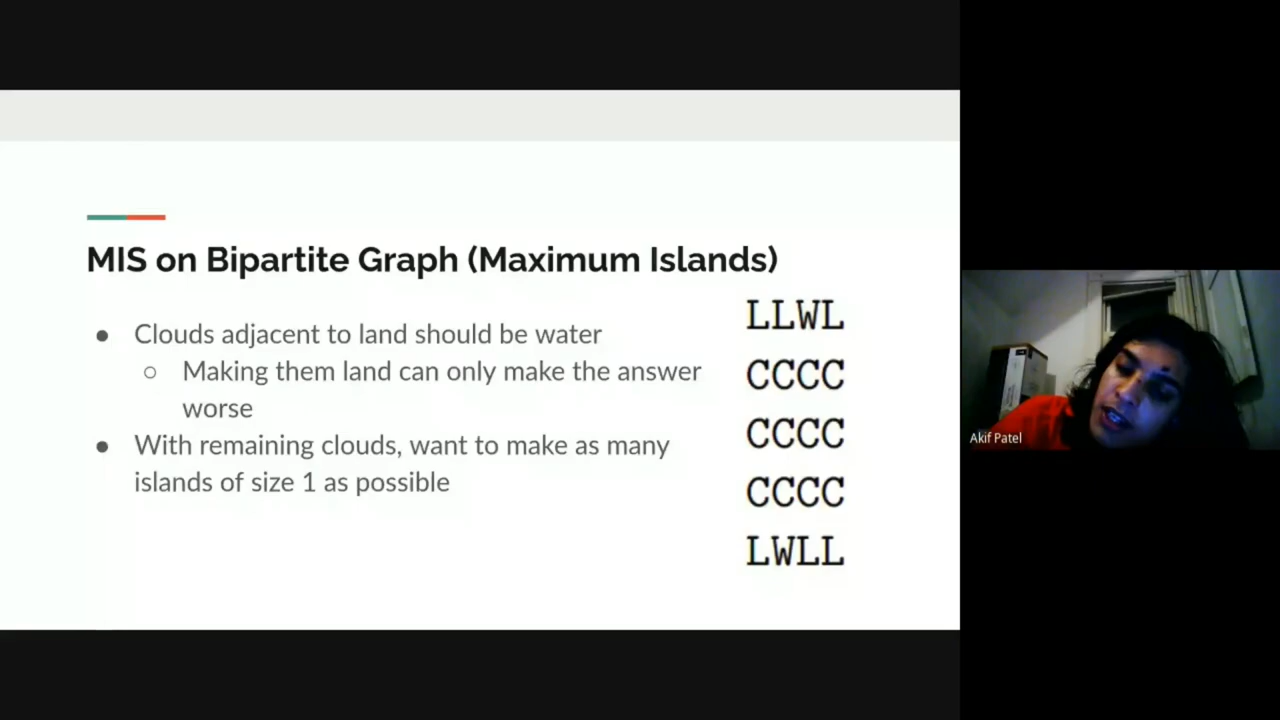 MIS on Bipartite Graph (Maximum Islands)
● Clouds adjacent to land should be water
○ Making them land can only make the answer
worse
● With remaining clouds, want to make as many
islands of size 1 as possible
LLWL
CCCC
CCCC
CCCC
LWLL
Akif Patel